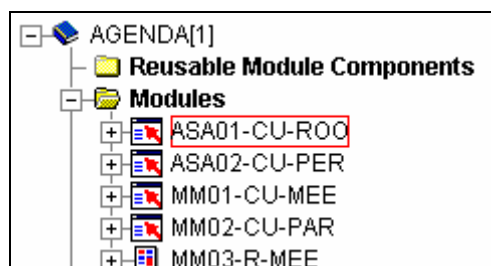 AGENDA[1]
Reusable Module Components
Modules
ASA01-CU-ROO
ASA02-CU-PER
MM01-CU-MEE
MM02-CU-PAR
MM03-R-MEE